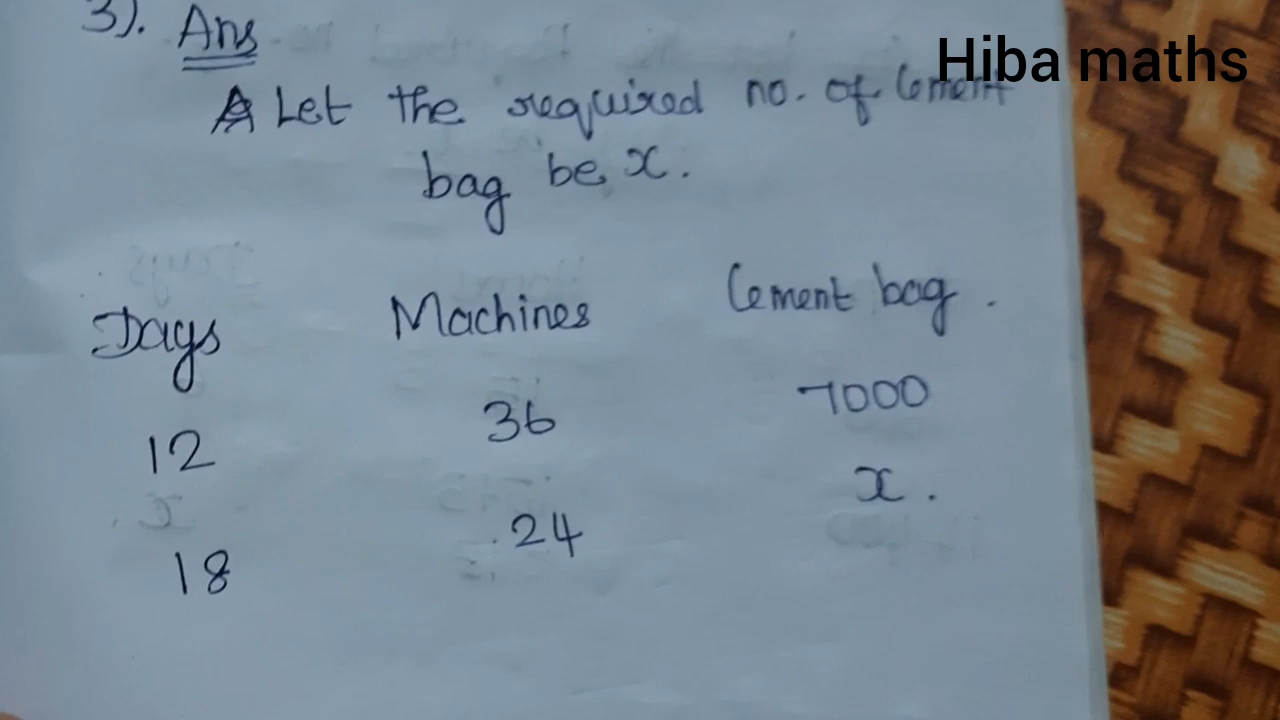 Hiba maths
3). Ans
Let the required no. of Cement
bag be x.
Days Machines Cement bag.
12 36 7000
18 24 x.